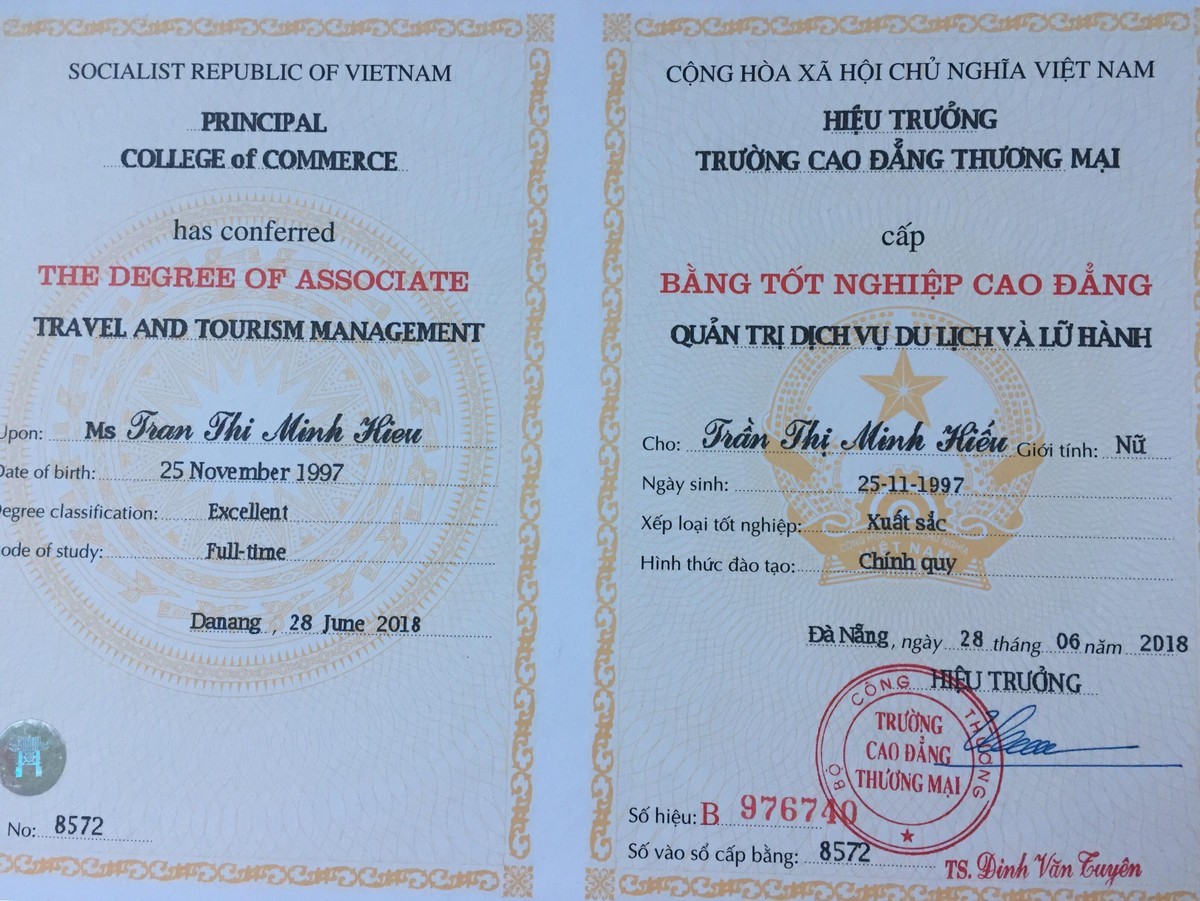 SOCIALIST REPUBLIC OF VIETNAM
PRINCIPAL
COLLEGE of COMMERCE
has conferred
THE DEGREE OF ASSOCIATE
TRAVEL AND TOURISM MANAGEMENT
Upon: Ms Tran Thi Minh Hieu
Date of birth: 25 November 1997
Degree classification: Excellent
ode of study: Full-time
Danang, 28 June 2018
No: 8572
CỘNG HÒA XÃ HỘI CHỦ NGHĨA VIỆT NAM
HIỆU TRƯỞNG
TRƯỜNG CAO ĐẲNG THƯƠNG MẠI
cấp
BẰNG TỐT NGHIỆP CAO ĐẲNG
QUẢN TRỊ DỊCH VỤ DU LỊCH VÀ LỮ HÀNH
Cho: Trần Thị Minh Hiếu Giới tính: Nữ
Ngày sinh: 25-11-1997
Xếp loại tốt nghiệp: Xuất sắc
Hình thức đào tạo: Chính quy
Đà Nẵng, ngày 28 tháng 06 năm 2018
HIỆU TRƯỞNG
BỘ CÔNG THƯƠNG
TRƯỜNG
CAO ĐẲNG
THƯƠNG MẠI
Số hiệu: B 976740
Số vào sổ cấp bằng: 8572
TS. Đinh Văn Tuyên